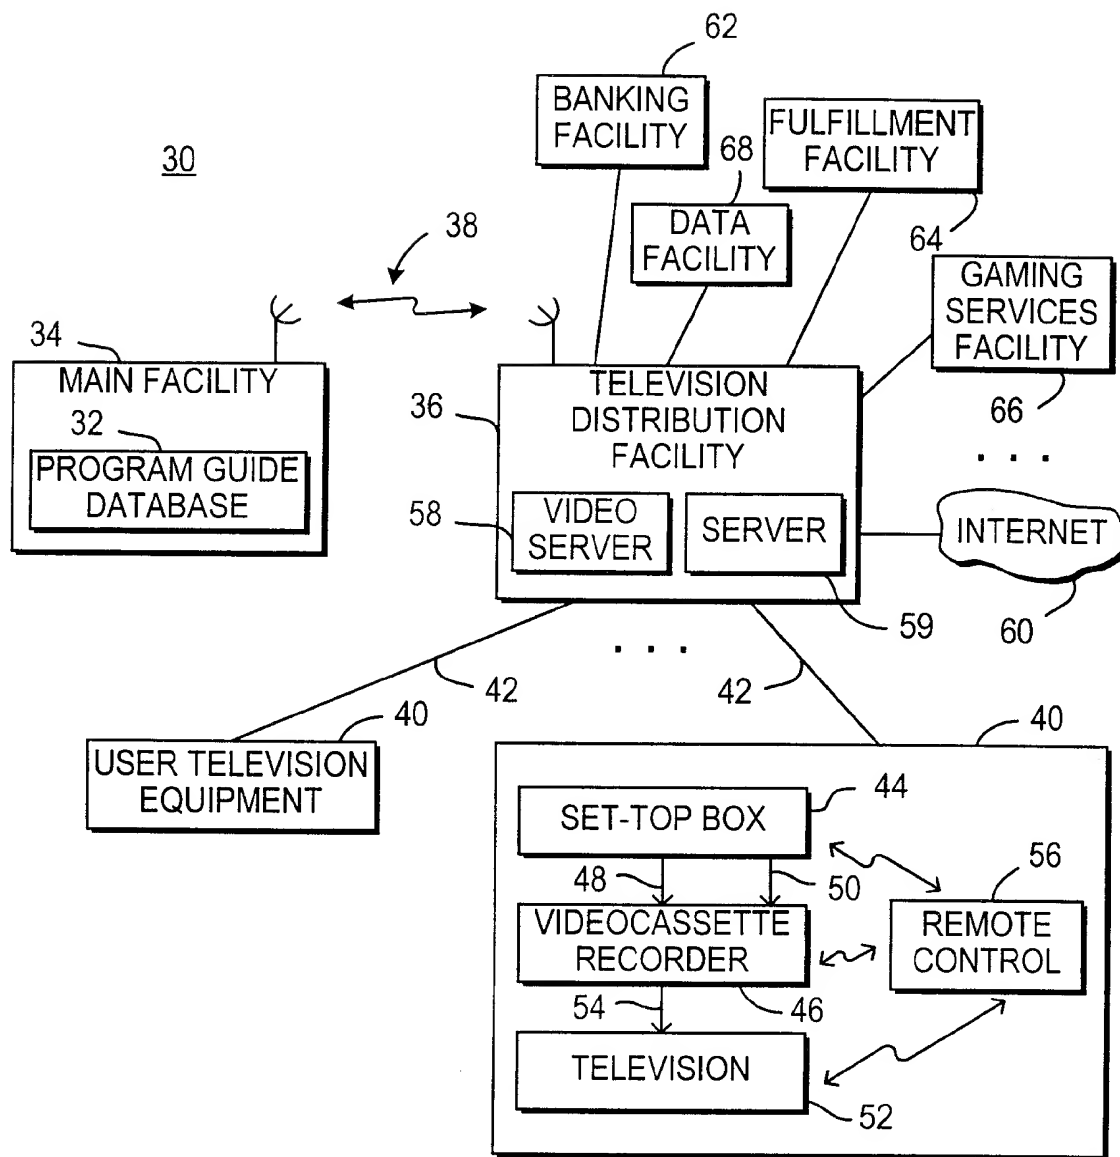 62
BANKING
FACILITY
FULFILLMENT
FACILITY
30
68
DATA
FACILITY
38
64
GAMING
SERVICES
FACILITY
34
MAIN FACILITY
32
PROGRAM GUIDE
DATABASE
36
TELEVISION
DISTRIBUTION
FACILITY
66
. . .
58
VIDEO
SERVER
SERVER
INTERNET
59
60
. . .
42
42
40
USER TELEVISION
EQUIPMENT
40
SET-TOP BOX
44
48
50
56
VIDEOCASSETTE
RECORDER
REMOTE
CONTROL
54
46
TELEVISION
52